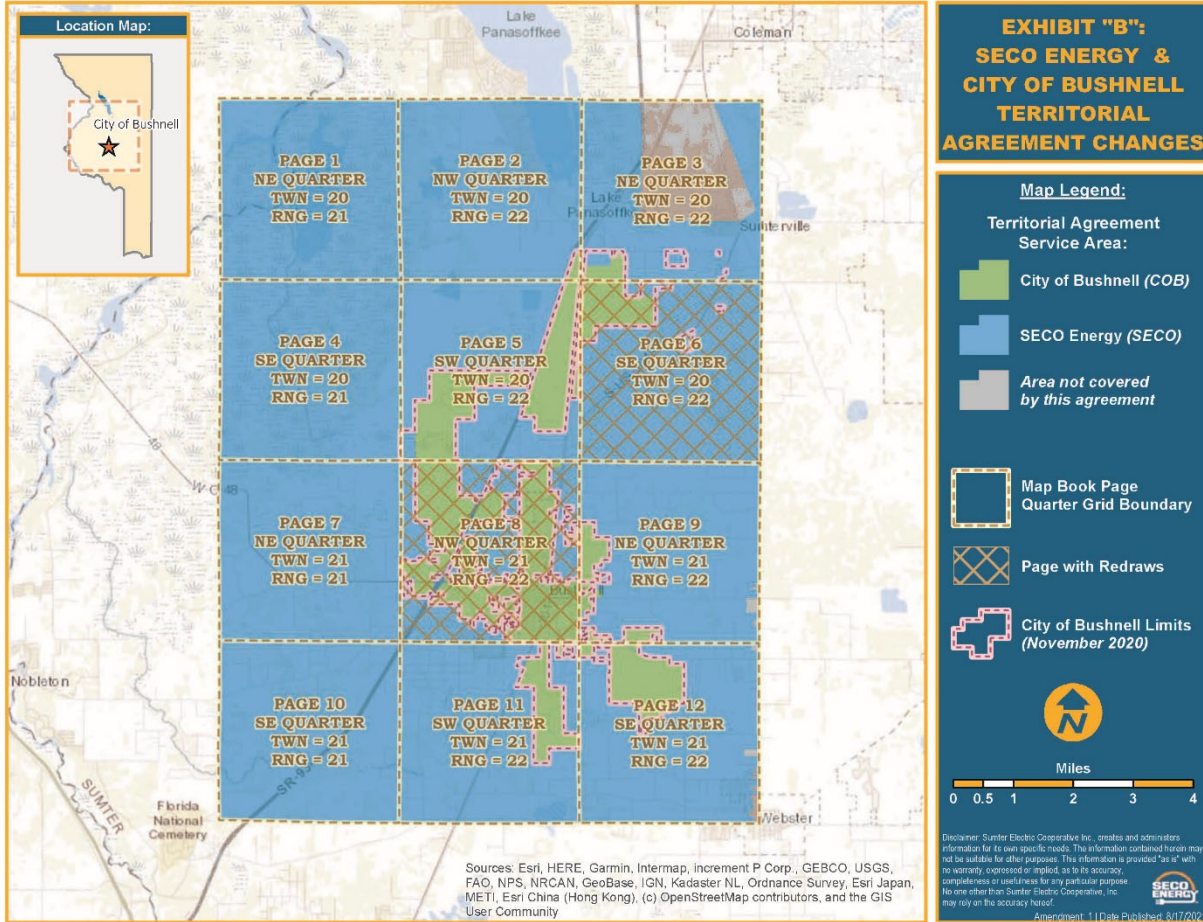 Location Map:
City of Bushnell
Lake
Panasoffkee
Coleman
PAGE 1
NE QUARTER
TWN = 20
RNG = 21
PAGE 2
NW QUARTER
TWN = 20
RNG = 22
PAGE 3
NE QUARTER
TWN = 20
RNG = 22
Lake
Panasoffkee
Sumterville
PAGE 4
SE QUARTER
TWN = 20
RNG = 21
PAGE 5
SW QUARTER
TWN = 20
RNG = 22
PAGE 6
SE QUARTER
TWN = 20
RNG = 22
48
W C 48
PAGE 7
NE QUARTER
TWN = 21
RNG = 21
PAGE 8
NW QUARTER
TWN = 21
RNG = 22
PAGE 9
NE QUARTER
TWN = 21
RNG = 22
Nobleton
PAGE 10
SE QUARTER
TWN = 21
RNG = 21
PAGE 11
SW QUARTER
TWN = 21
RNG = 22
PAGE 12
SE QUARTER
TWN = 21
RNG = 22
SUMTER
Florida
National
Cemetery
Webster
Sources: Esri, HERE, Garmin, Intermap, increment P Corp., GEBCO, USGS,
FAO, NPS, NRCAN, GeoBase, IGN, Kadaster NL, Ordnance Survey, Esri Japan,
METI, Esri China (Hong Kong), (c) OpenStreetMap contributors, and the GIS
User Community
EXHIBIT "B":
SECO ENERGY &
CITY OF BUSHNELL
TERRITORIAL
AGREEMENT CHANGES
Map Legend:
Territorial Agreement
Service Area:
City of Bushnell (COB)
SECO Energy (SECO)
Area not covered
by this agreement
Map Book Page
Quarter Grid Boundary
Page with Redraws
City of Bushnell Limits
(November 2020)
N
Miles
0 0.5 1 2 3 4
Disclaimer: Sumter Electric Cooperative Inc., creates and administers
information for its own specific needs. The information contained herein may
not be suitable for other purposes. This information is provided "as is" with
no warranty, expressed or implied, as to its accuracy,
completeness or usefulness for any particular purpose.
No one other than Sumter Electric Cooperative, Inc.
may rely on the accuracy hereof.
SECO
ENERGY
Amendment: 1 | Date Published: 8/17/202